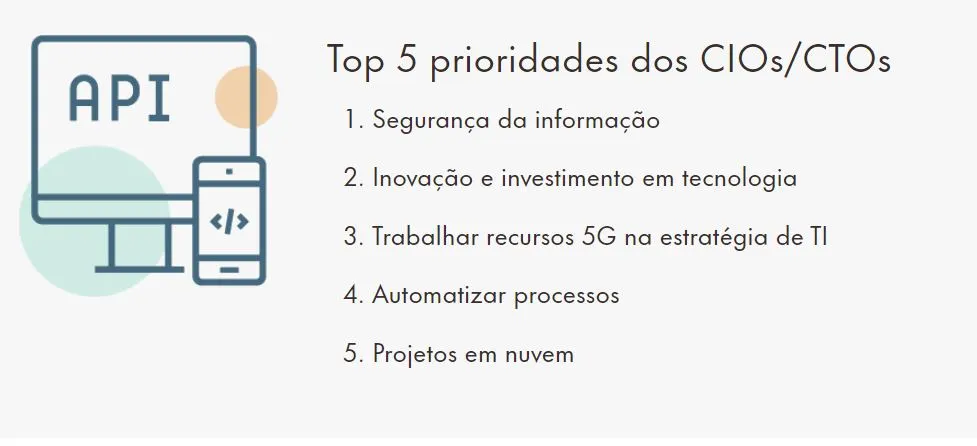 API
Top 5 prioridades dos CIOs/CTOs
1. Segurança da informação
2. Inovação e investimento em tecnologia
3. Trabalhar recursos 5G na estratégia de TI
4. Automatizar processos
5. Projetos em nuvem